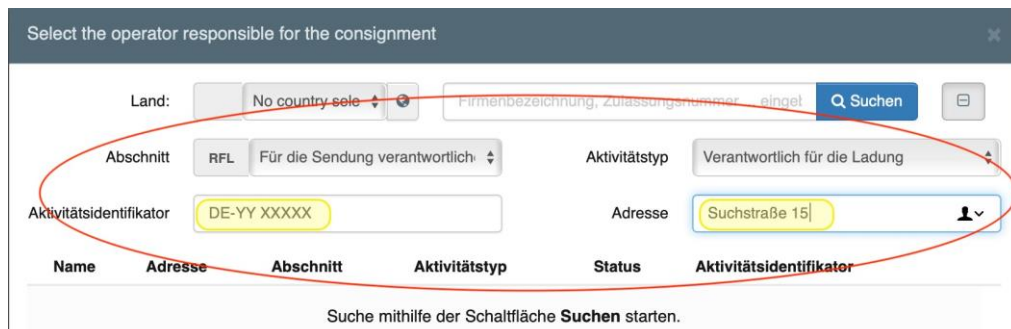 Select the operator responsible for the consignment ×
Land: No country sele Firmenbezeichnung, Zulassungsnummer ... eingel Suchen
Abschnitt RFL Für die Sendung verantwortlich Aktivitätstyp Verantwortlich für die Ladung
Aktivitätsidentifikator DE-YY XXXXX Adresse Suchstraße 15
Name Adresse Abschnitt Aktivitätstyp Status Aktivitätsidentifikator
Suche mithilfe der Schaltfläche Suchen starten.